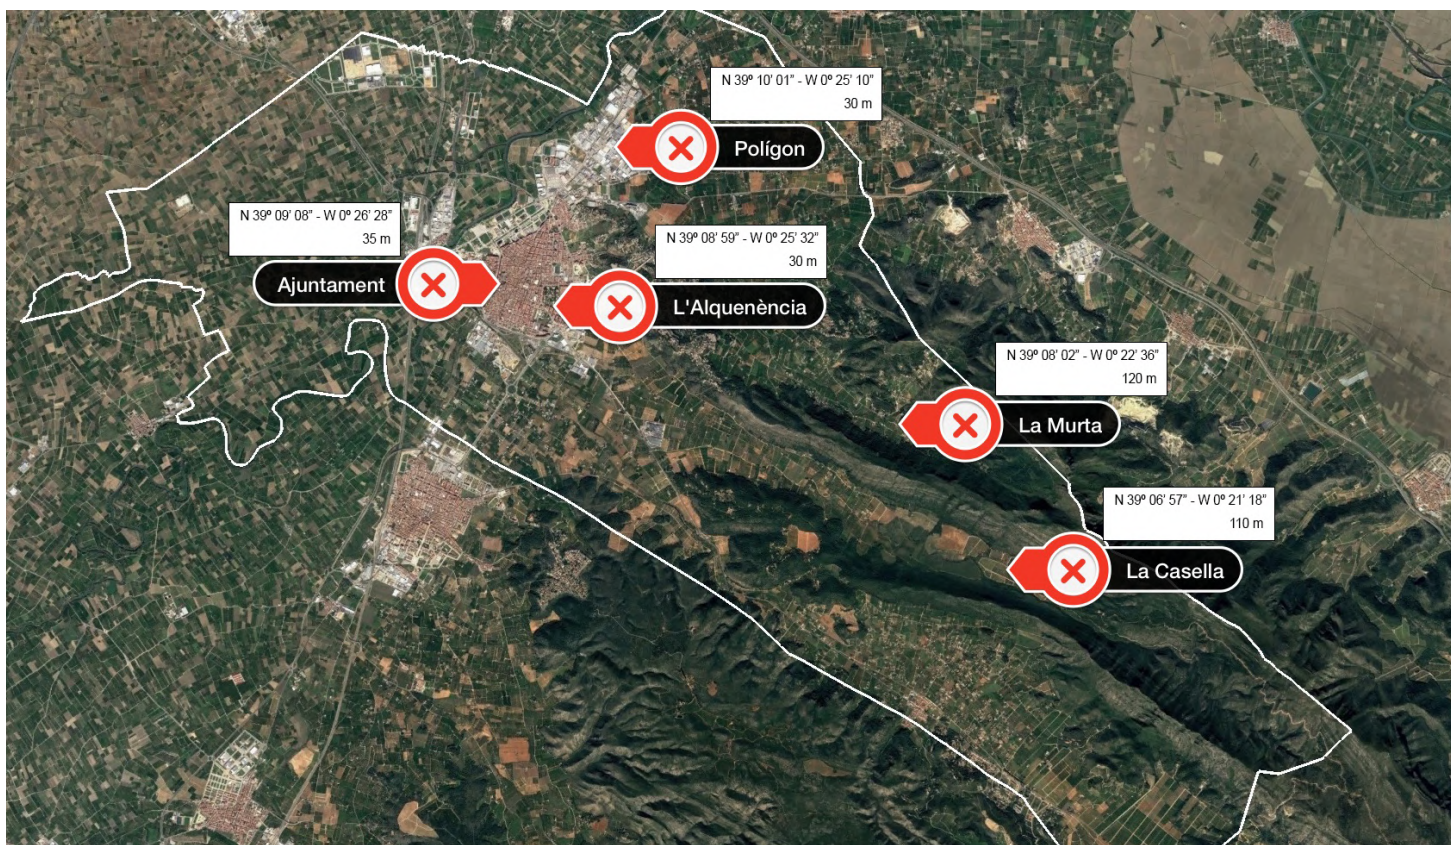 N 39º 10' 01" - W 0º 25' 10"
30 m
Polígon
N 39º 09' 08" - W 0º 26' 28"
35 m
Ajuntament
N 39º 08' 59" - W 0º 25' 32"
30 m
L'Alquenència
N 39º 08' 02" - W 0º 22' 36"
120 m
La Murta
N 39º 06' 57" - W 0º 21' 18"
110 m
La Casella